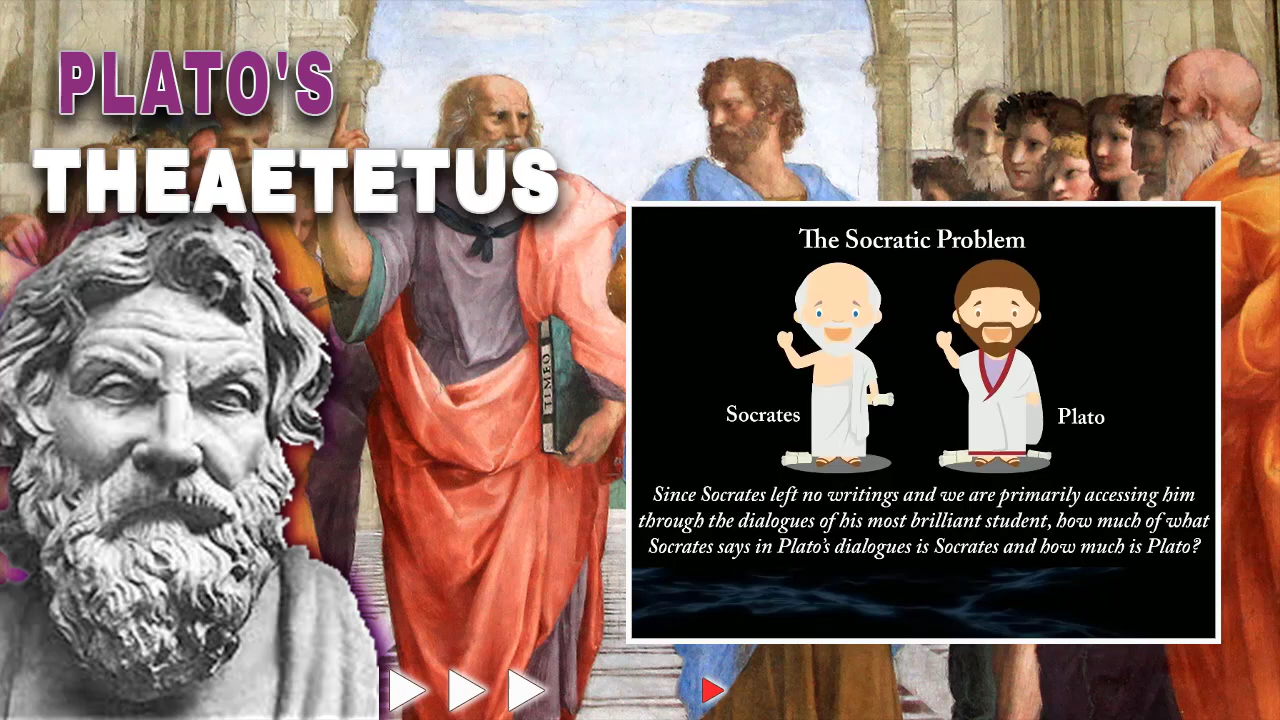 PLATO'S
THEAETETUS
TIMEO
The Socratic Problem
Socrates
Plato
Since Socrates left no writings and we are primarily accessing him
through the dialogues of his most brilliant student, how much of what
Socrates says in Plato's dialogues is Socrates and how much is Plato?